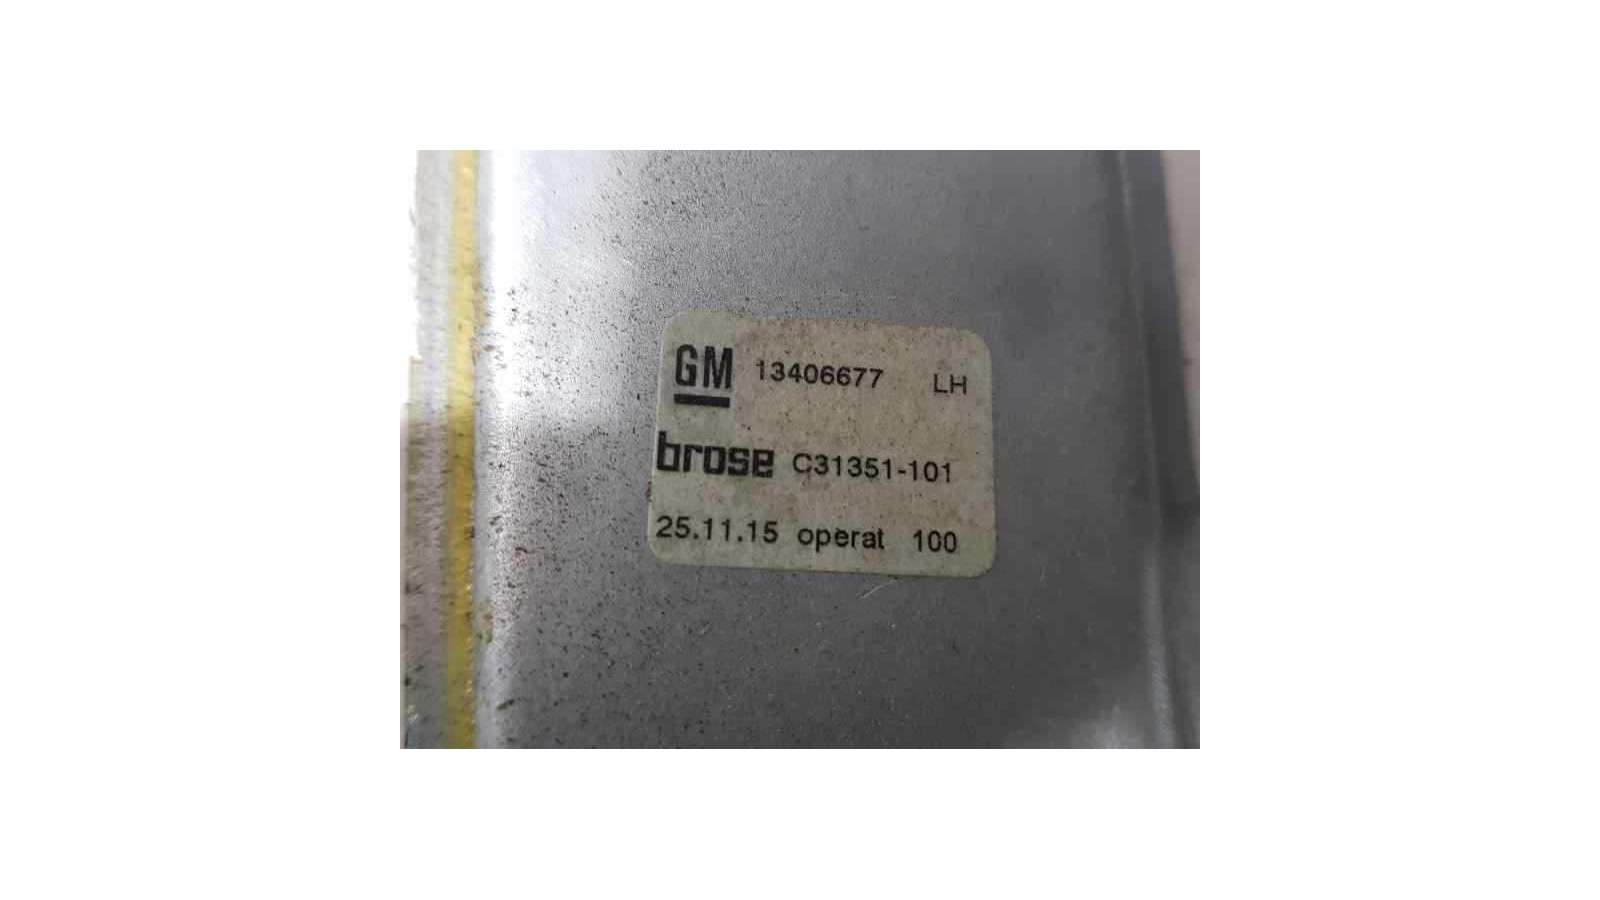 GM 13406677 LH
brose C31351-101
25.11.15 operat 100